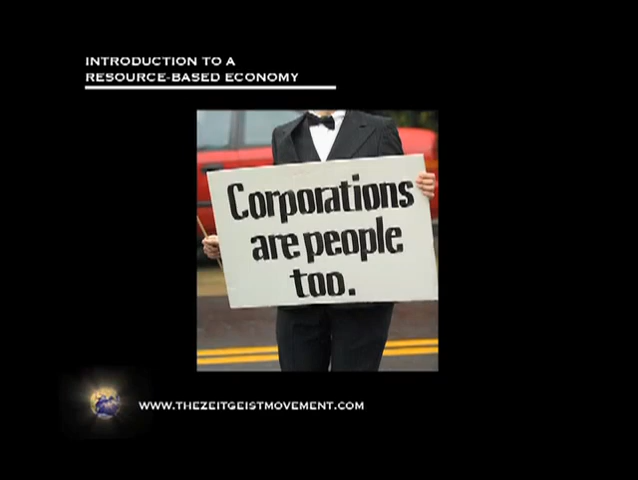 INTRODUCTION TO A
RESOURCE-BASED ECONOMY
Corporations
are people
too.
WWW.THEZEITGEISTMOVEMENT.COM